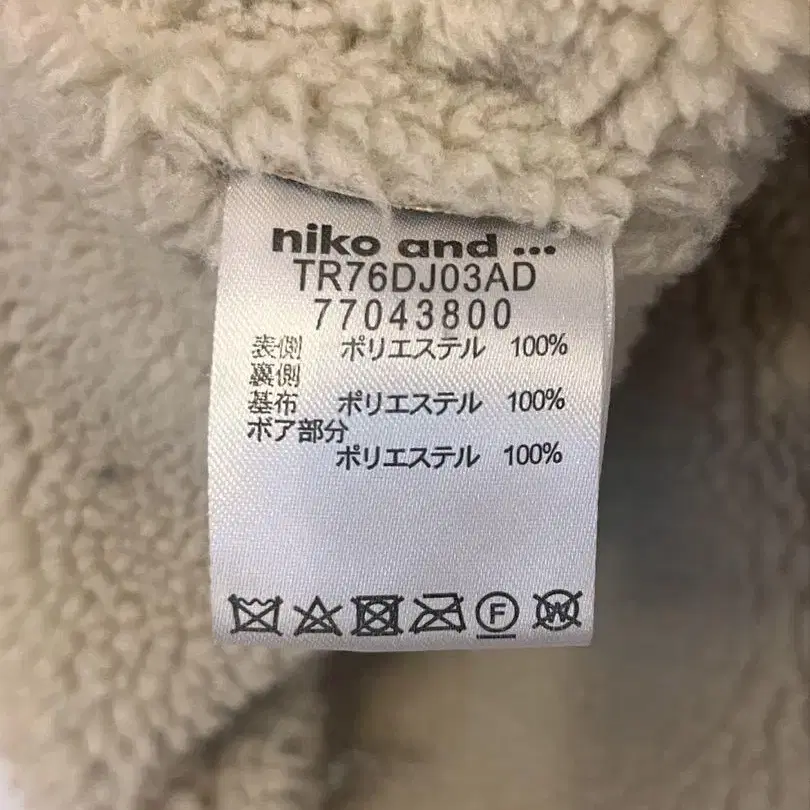 niko and ...
TR76DJ03AD
77043800
表側 ポリエステル 100%
裏側
基布 ポリエステル 100%
ボア部分
ポリエステル 100%
F W